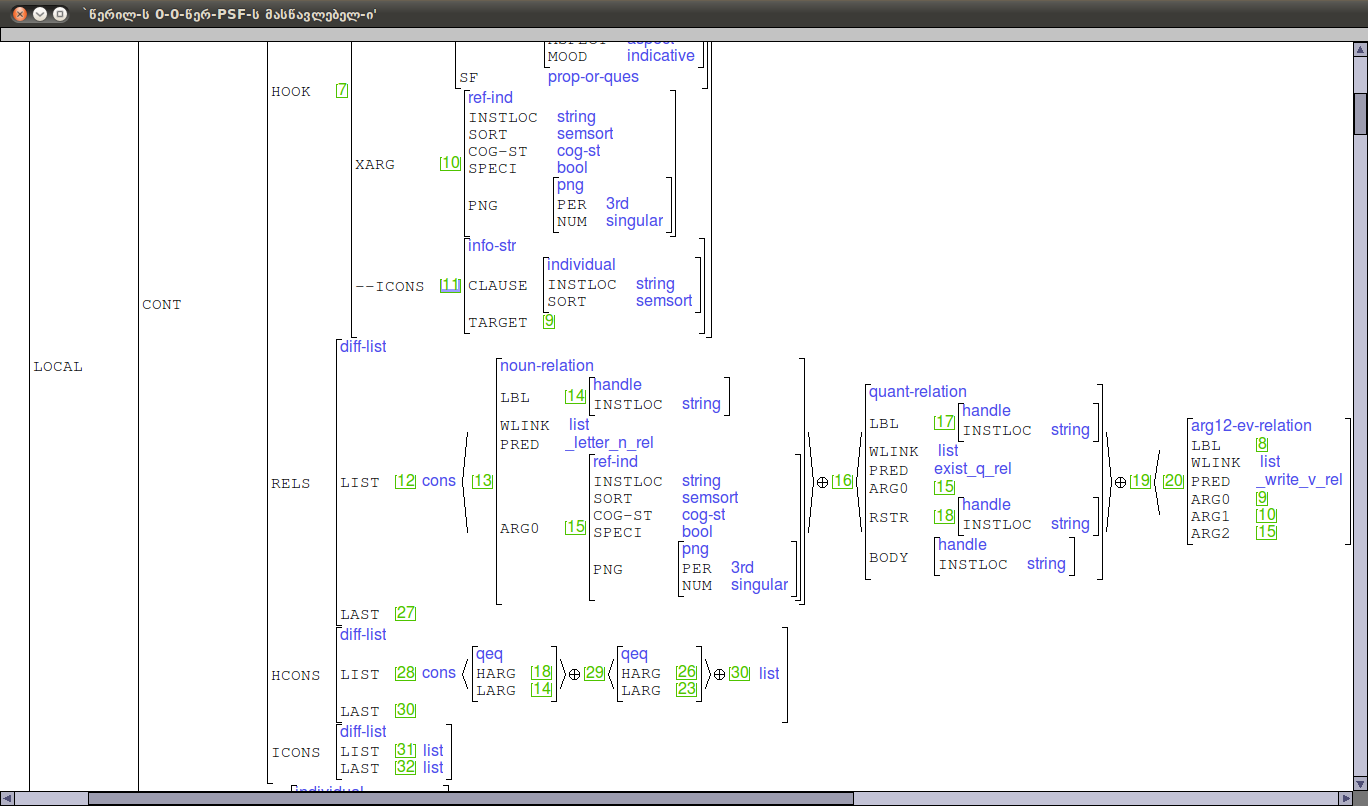 `წერილ-ს 0-0-წერ-PSF-ს მასწავლებელ-ი'
ASPECT aspect
MOOD indicative
SF prop-or-ques
HOOK [7]
ref-ind
INSTLOC string
SORT semsort
COG-ST cog-st
SPECI bool
XARG [10]
png
PNG PER 3rd
NUM singular
info-str
individual
--ICONS [11] CLAUSE INSTLOC string
SORT semsort
TARGET [9]
CONT
LOCAL
diff-list
noun-relation
LBL [14] handle
INSTLOC string
WLINK list
PRED _letter_n_rel
ref-ind
INSTLOC string
SORT semsort
COG-ST cog-st
SPECI bool
ARG0 [15]
png
PNG PER 3rd
NUM singular
RELS LIST [12] cons ⟨ [13] ⟩ ⊕ [16] ⟨
quant-relation
LBL [17] handle
INSTLOC string
WLINK list
PRED exist_q_rel
ARG0 [15]
RSTR [18] handle
INSTLOC string
BODY handle
INSTLOC string
⟩ ⊕ [19] ⟨ [20]
arg12-ev-relation
LBL [8]
WLINK list
PRED _write_v_rel
ARG0 [9]
ARG1 [10]
ARG2 [15]
LAST [27]
diff-list
HCONS LIST [28] cons ⟨ qeq HARG [18] LARG [14] ⟩ ⊕ [29] ⟨ qeq HARG [26] LARG [23] ⟩ ⊕ [30] list
LAST [30]
diff-list
ICONS LIST [31] list
LAST [32] list
individual